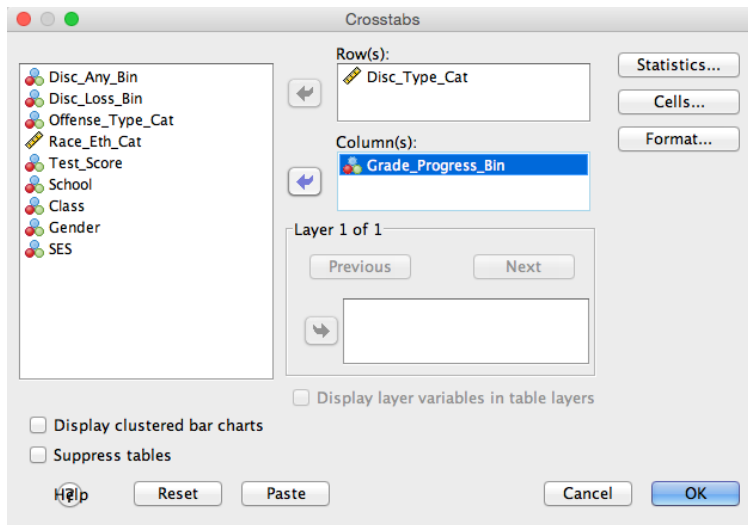 Crosstabs
Disc_Any_Bin
Disc_Loss_Bin
Offense_Type_Cat
Race_Eth_Cat
Test_Score
School
Class
Gender
SES
Row(s):
Disc_Type_Cat
Column(s):
Grade_Progress_Bin
Layer 1 of 1
Previous Next
Display layer variables in table layers
Statistics...
Cells...
Format...
Display clustered bar charts
Suppress tables
Help ? Reset Paste Cancel OK